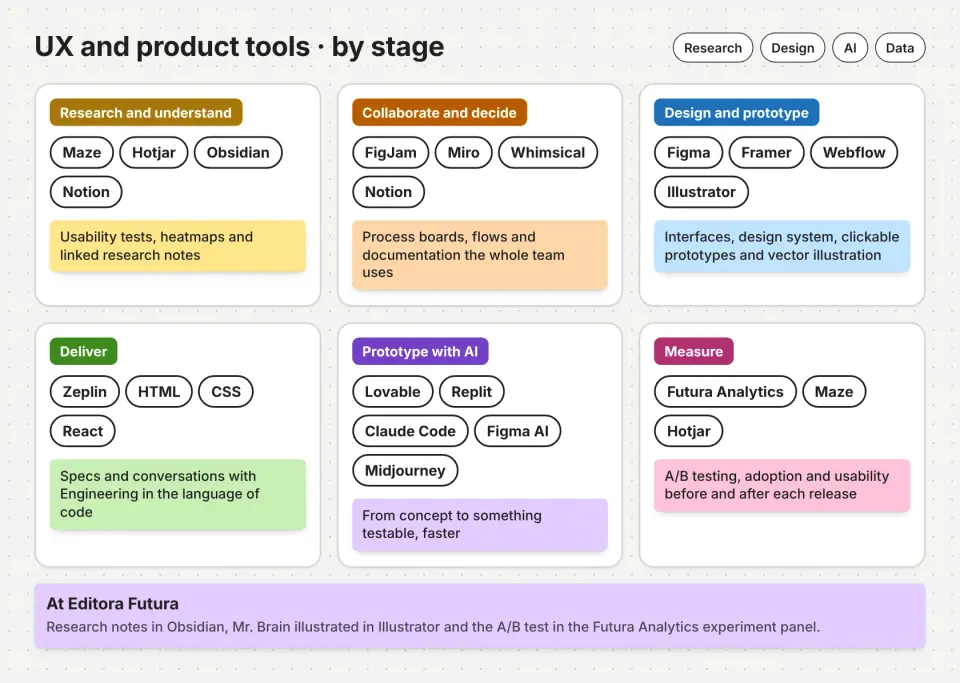 UX and product tools · by stage
Research Design AI Data
Research and understand
Maze Hotjar Obsidian
Notion
Usability tests, heatmaps and
linked research notes
Collaborate and decide
FigJam Miro Whimsical
Notion
Process boards, flows and
documentation the whole team
uses
Design and prototype
Figma Framer Webflow
Illustrator
Interfaces, design system, clickable
prototypes and vector illustration
Deliver
Zeplin HTML CSS
React
Specs and conversations with
Engineering in the language of
code
Prototype with AI
Lovable Replit
Claude Code Figma AI
Midjourney
From concept to something
testable, faster
Measure
Futura Analytics Maze
Hotjar
A/B testing, adoption and usability
before and after each release
At Editora Futura
Research notes in Obsidian, Mr. Brain illustrated in Illustrator and the A/B test in the Futura Analytics experiment panel.